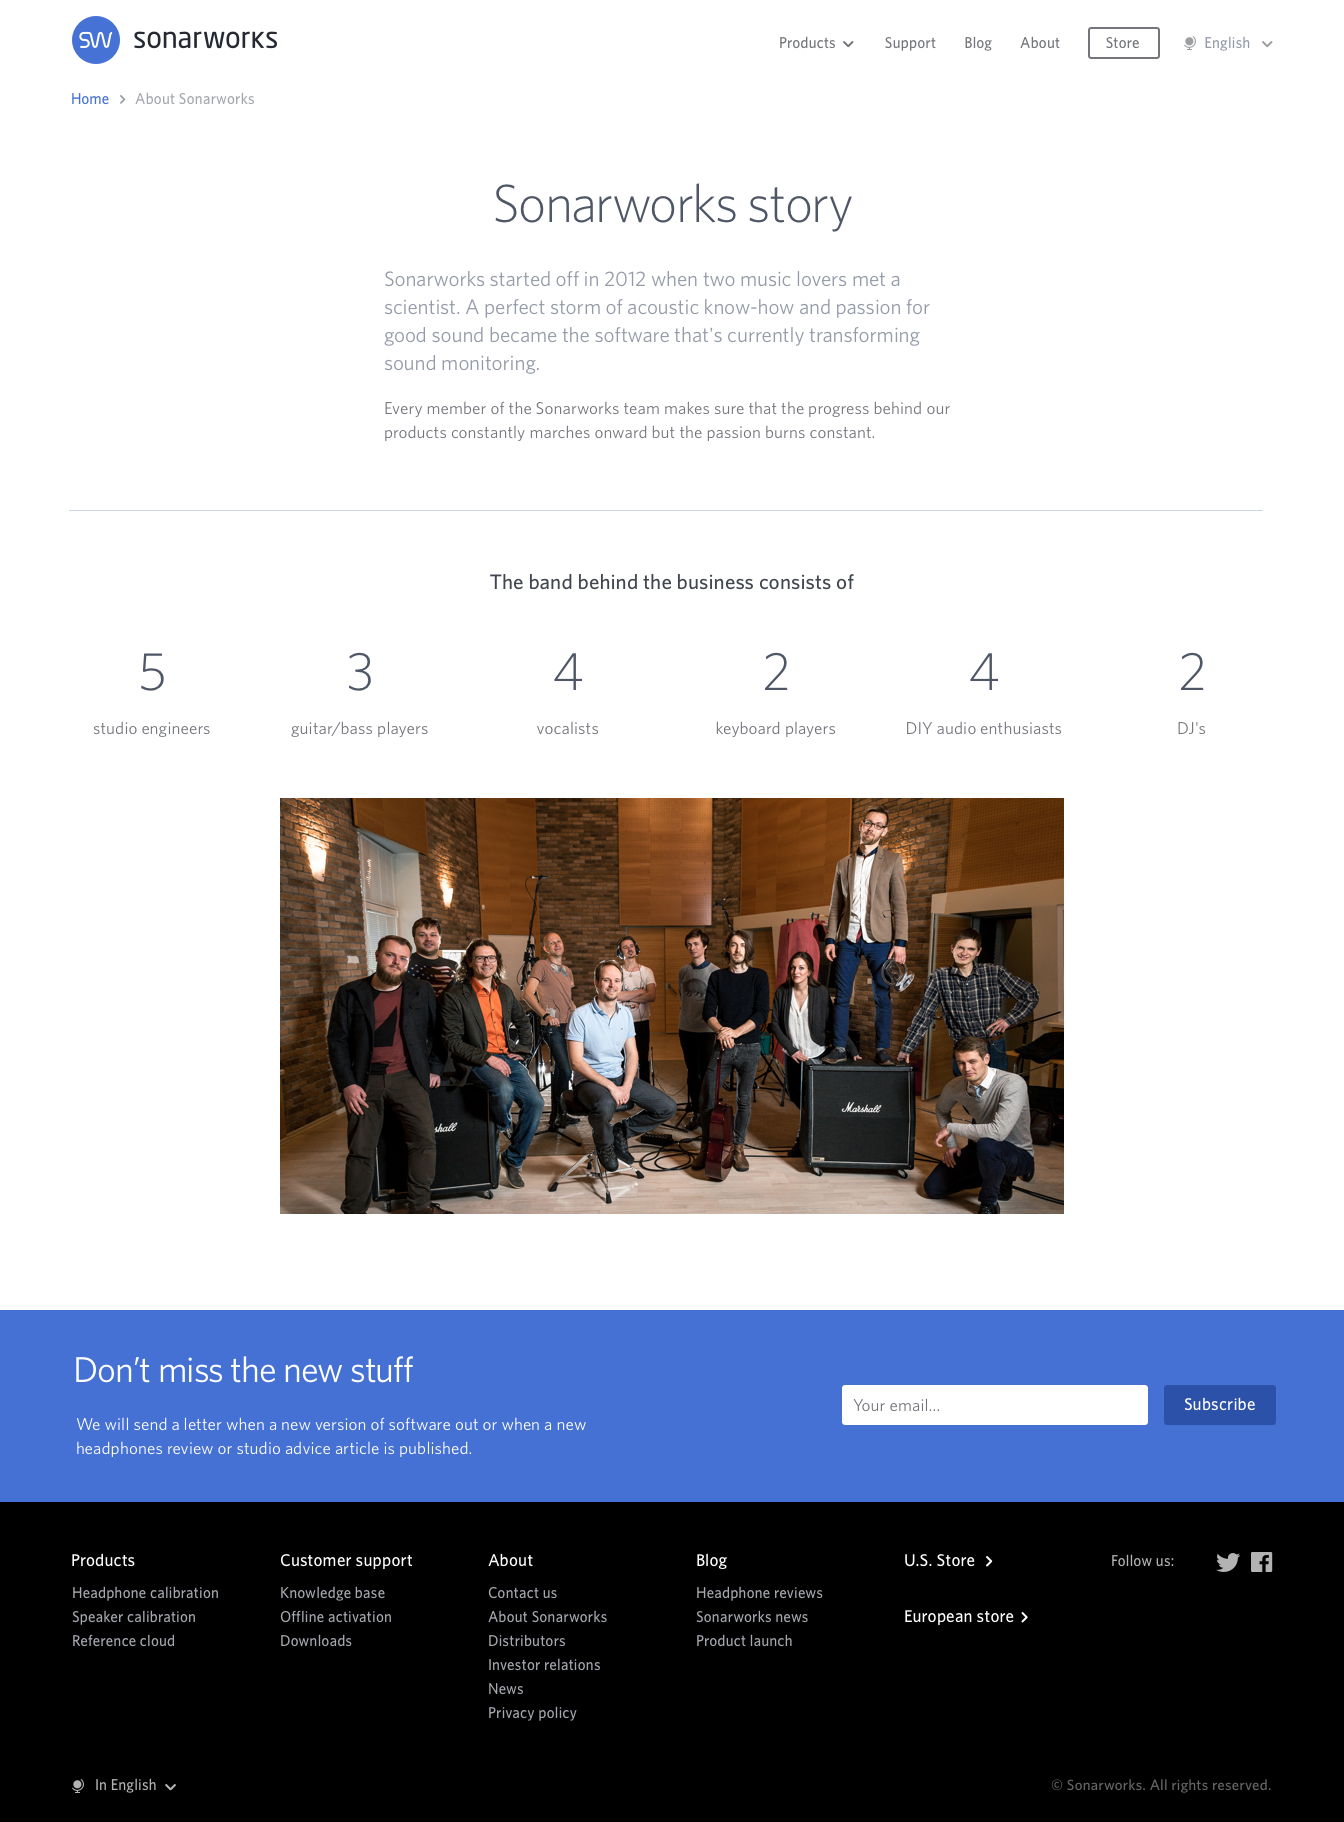 SW sonarworks
Products Support Blog About Store English
Home > About Sonarworks
Sonarworks story
Sonarworks started off in 2012 when two music lovers met a
scientist. A perfect storm of acoustic know-how and passion for
good sound became the software that's currently transforming
sound monitoring.
Every member of the Sonarworks team makes sure that the progress behind our
products constantly marches onward but the passion burns constant.
The band behind the business consists of
5 3 4 2 4 2
studio engineers guitar/bass players vocalists keyboard players DIY audio enthusiasts DJ's
Marshall
shall
Don’t miss the new stuff
We will send a letter when a new version of software out or when a new
headphones review or studio advice article is published.
Your email... Subscribe
Products
Headphone calibration
Speaker calibration
Reference cloud
Customer support
Knowledge base
Offline activation
Downloads
About
Contact us
About Sonarworks
Distributors
Investor relations
News
Privacy policy
Blog
Headphone reviews
Sonarworks news
Product launch
U.S. Store >
European store >
Follow us:
In English
© Sonarworks. All rights reserved.